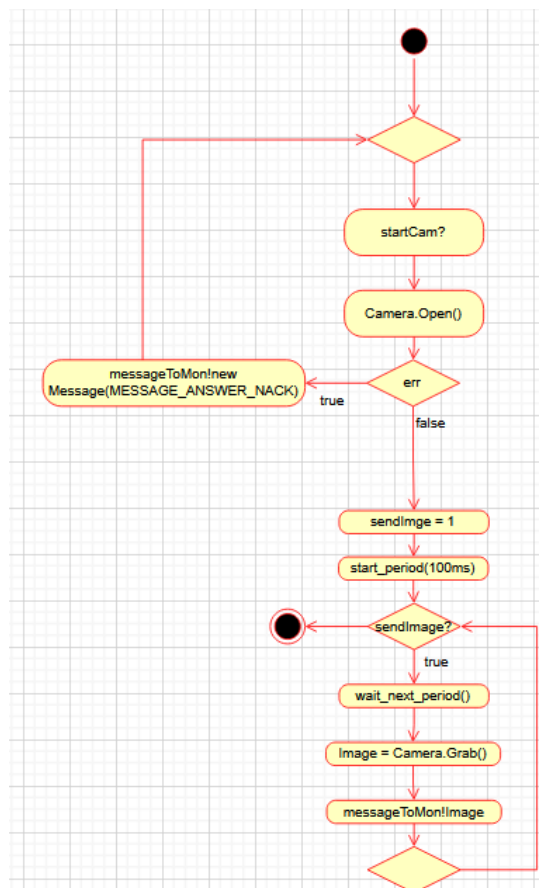 startCam?
Camera.Open()
messageToMon!new
Message(MESSAGE_ANSWER_NACK)
err
true
false
sendImge = 1
start_period(100ms)
sendImage?
true
wait_next_period()
Image = Camera.Grab()
messageToMon!Image